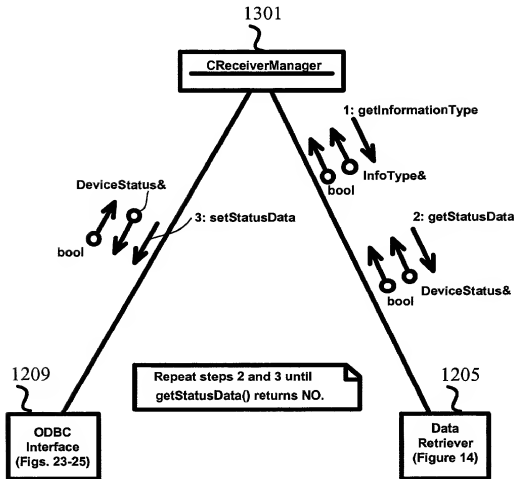 1301
CReceiverManager
1: getInformationType
bool
InfoType&
DeviceStatus&
3: setStatusData
bool
2: getStatusData
bool
DeviceStatus&
1209
ODBC
Interface
(Figs. 23-25)
Repeat steps 2 and 3 until
getStatusData() returns NO.
1205
Data
Retriever
(Figure 14)